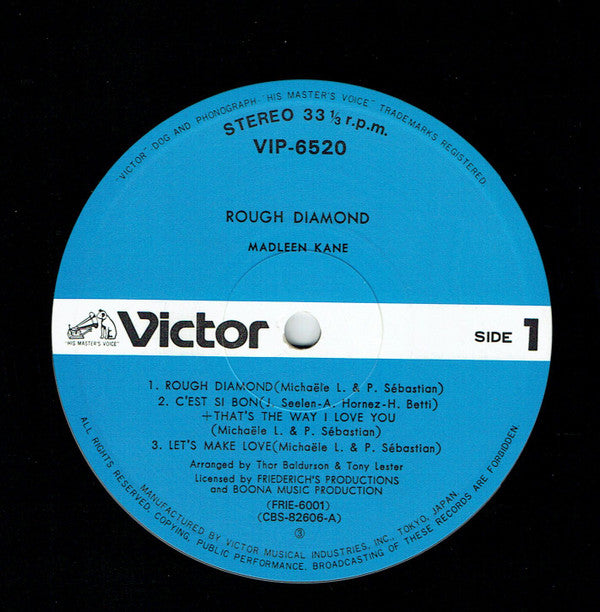 "VICTOR" DOG AND PHONOGRAPH·"HIS MASTER'S VOICE" TRADEMARKS REGISTERED.
STEREO 33 ⅓ r.p.m.
VIP-6520
ROUGH DIAMOND
MADLEEN KANE
"HIS MASTER'S VOICE"
Victor
SIDE 1
1. ROUGH DIAMOND(Michaële L. & P. Sébastian)
2. C'EST SI BON(J. Seelen-A. Hornez-H. Betti)
+THAT'S THE WAY I LOVE YOU
(Michaële L. & P. Sébastian)
3. LET'S MAKE LOVE(Michaële L. & P. Sébastian)
Arranged by Thor Baldurson & Tony Lester
Licensed by FRIEDERICH'S PRODUCTIONS
and BOONA MUSIC PRODUCTION
(FRIE-6001)
(CBS-82606-A)
③
MANUFACTURED BY VICTOR MUSICAL INDUSTRIES, INC., TOKYO, JAPAN.
ALL RIGHTS RESERVED. COPYING, PUBLIC PERFORMANCE, BROADCASTING OF THESE RECORDS ARE FORBIDDEN.